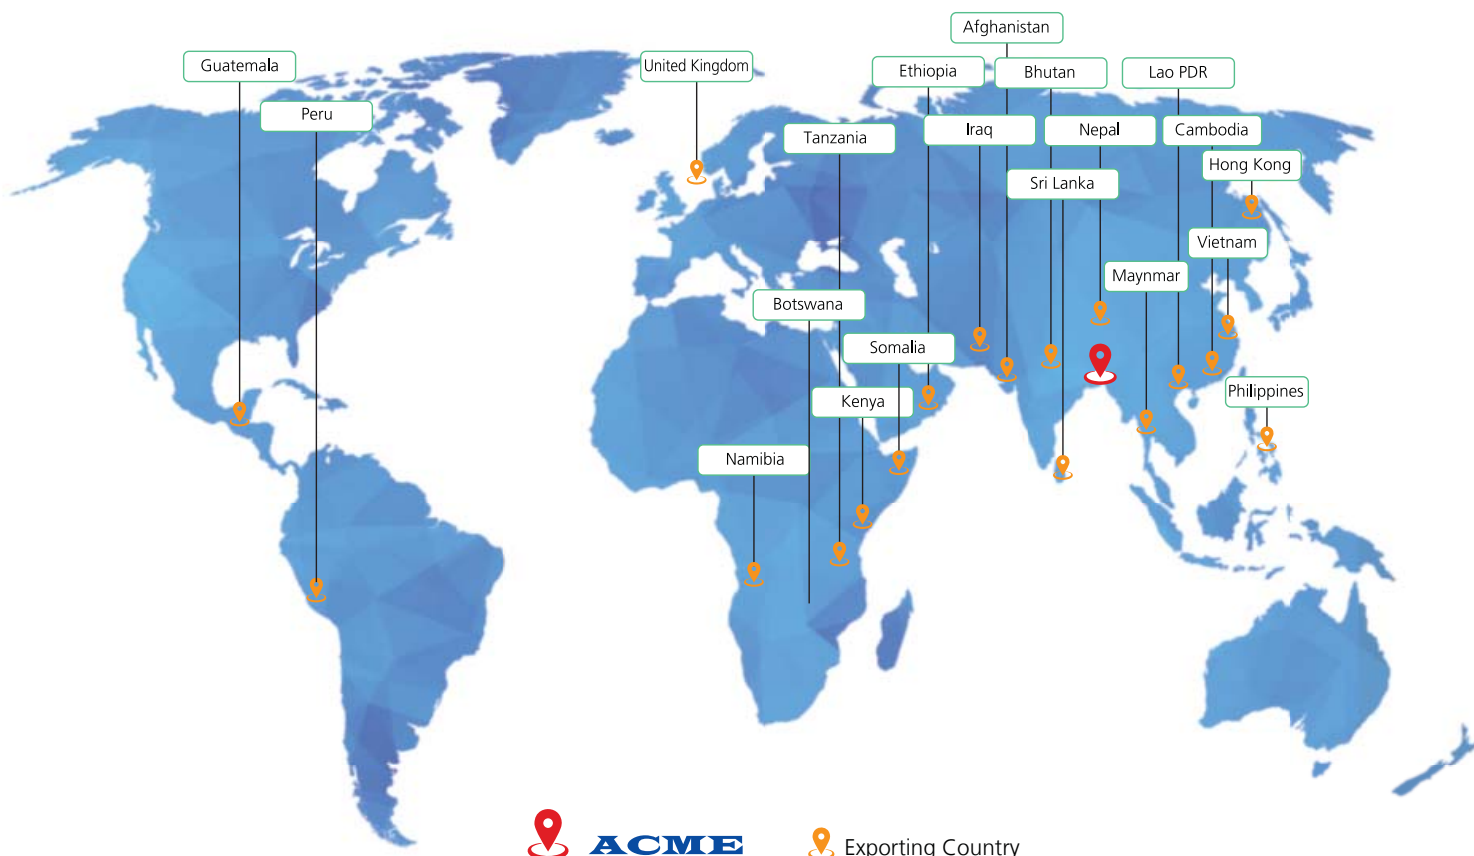 Afghanistan
Guatemala
United Kingdom
Ethiopia
Bhutan
Lao PDR
Peru
Tanzania
Iraq
Nepal
Cambodia
Hong Kong
Sri Lanka
Vietnam
Maynmar
Botswana
Somalia
Kenya
Philippines
Namibia
ACME
Exporting Country